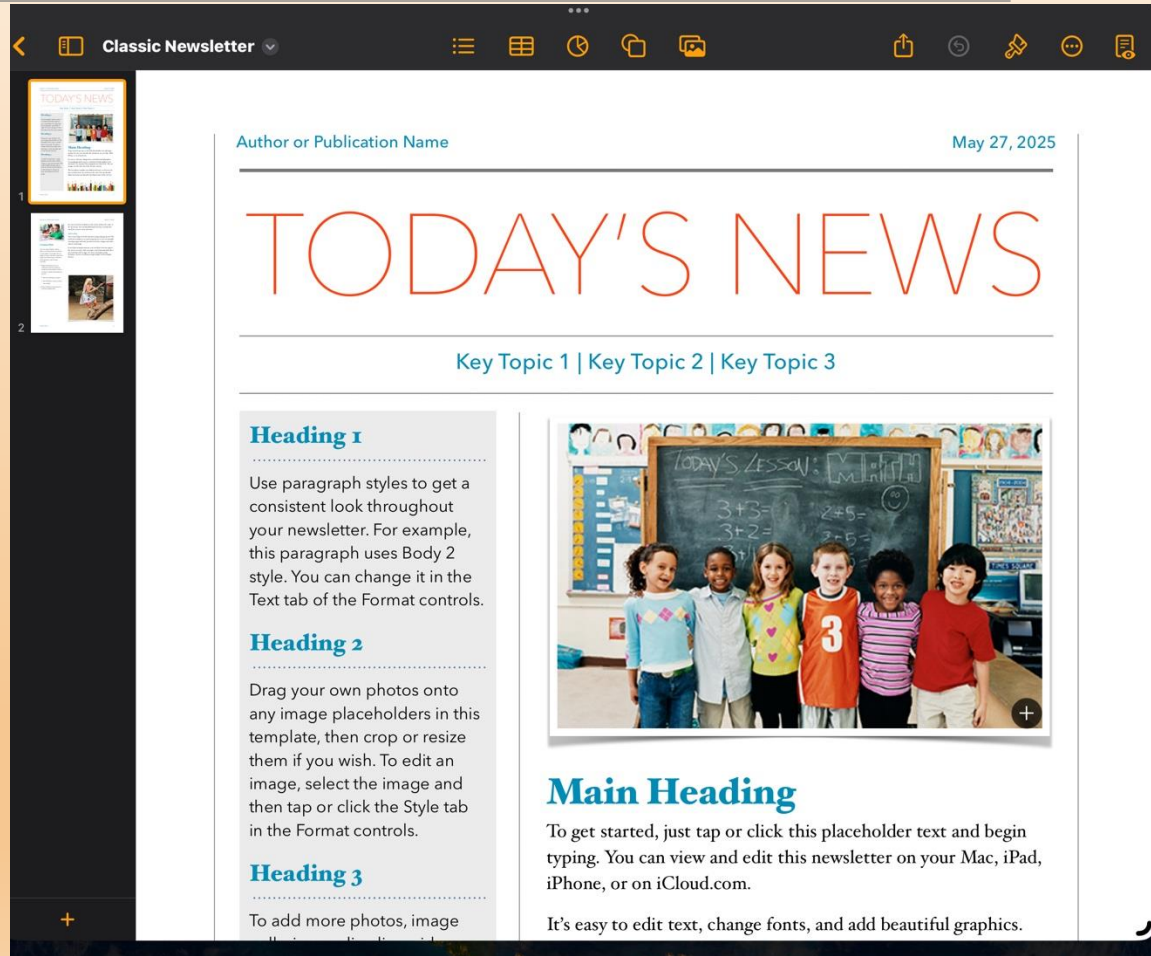 Classic Newsletter
1
2
Author or Publication Name
May 27, 2025
TODAY'S NEWS
Key Topic 1 | Key Topic 2 | Key Topic 3
Heading 1
Use paragraph styles to get a
consistent look throughout
your newsletter. For example,
this paragraph uses Body 2
style. You can change it in the
Text tab of the Format controls.
Heading 2
Drag your own photos onto
any image placeholders in this
template, then crop or resize
them if you wish. To edit an
image, select the image and
then tap or click the Style tab
in the Format controls.
Heading 3
To add more photos, image
TODAY'S LESSON: MATH
3+3=
2+5=
3+2=
TIMES SQUARE
3
Main Heading
To get started, just tap or click this placeholder text and begin
typing. You can view and edit this newsletter on your Mac, iPad,
iPhone, or on iCloud.com.
It's easy to edit text, change fonts, and add beautiful graphics.